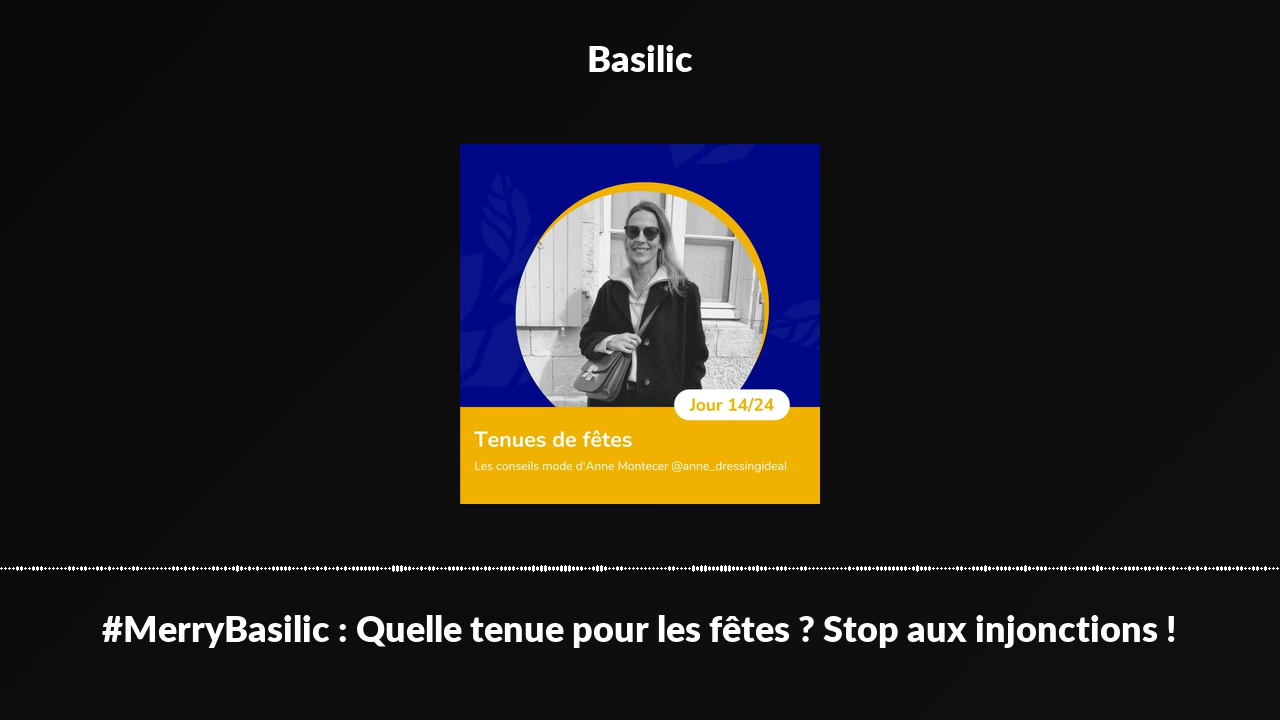 Basilic
Jour 14/24
Tenues de fêtes
Les conseils mode d'Anne Montecer @anne_dressingideal
#MerryBasilic : Quelle tenue pour les fêtes ? Stop aux injonctions !